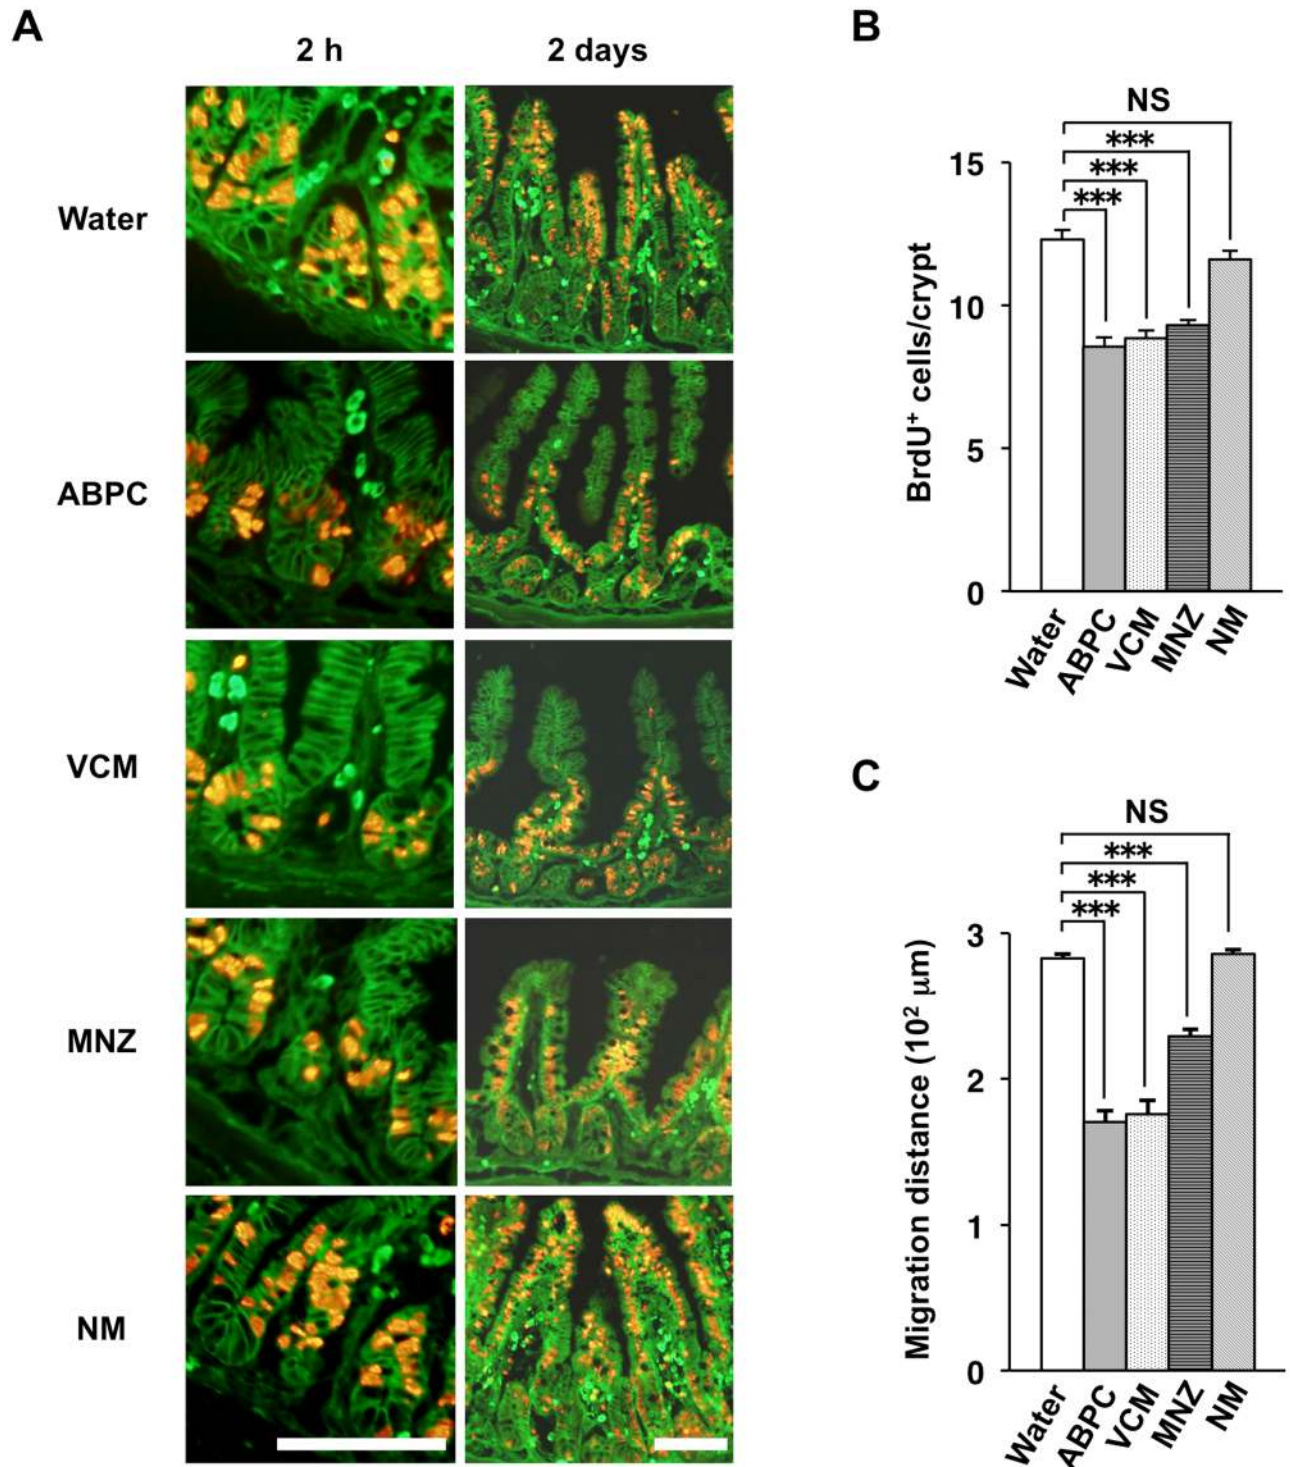 A
2 h
2 days
Water
ABPC
VCM
MNZ
NM
B
NS
***
***
***
15
10
5
0
BrdU⁺ cells/crypt
Water
ABPC
VCM
MNZ
NM
C
NS
***
***
***
3
2
1
0
Migration distance (10² μm)
Water
ABPC
VCM
MNZ
NM